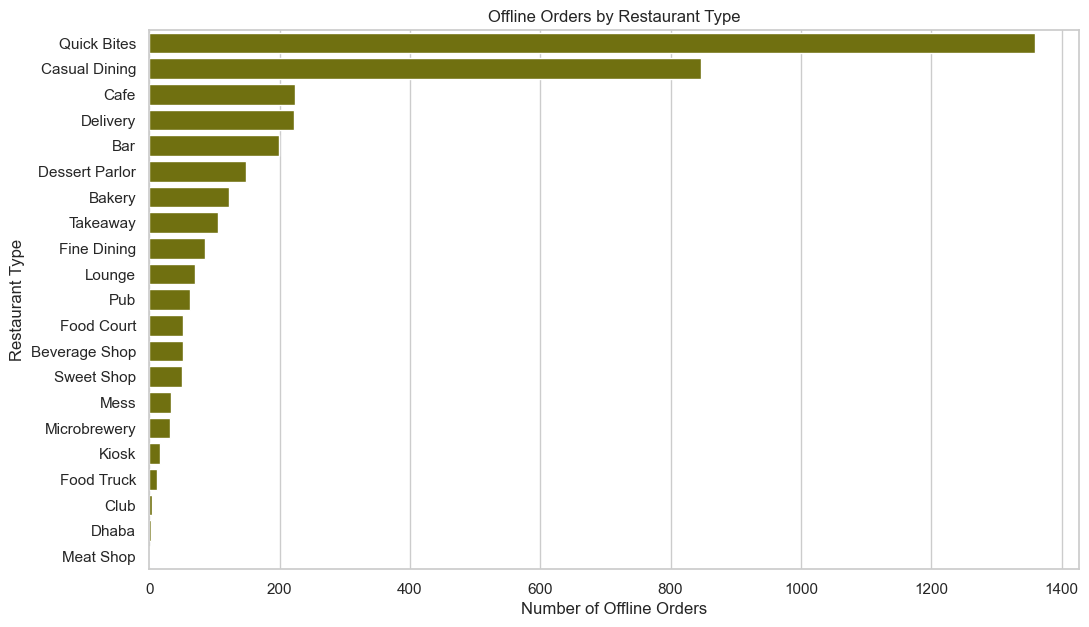 Offline Orders by Restaurant Type
Restaurant Type
Quick Bites
Casual Dining
Cafe
Delivery
Bar
Dessert Parlor
Bakery
Takeaway
Fine Dining
Lounge
Pub
Food Court
Beverage Shop
Sweet Shop
Mess
Microbrewery
Kiosk
Food Truck
Club
Dhaba
Meat Shop
0 200 400 600 800 1000 1200 1400
Number of Offline Orders